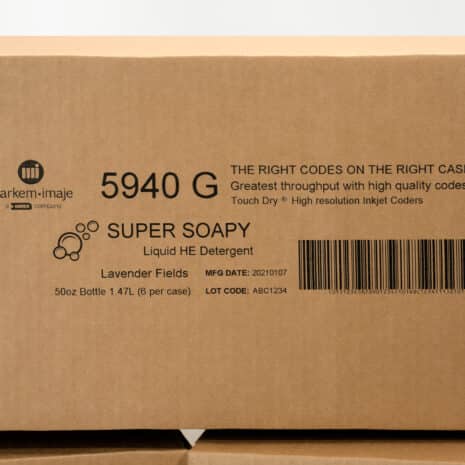 mi
arkem-imaje
a DOVER company
5940 G
THE RIGHT CODES ON THE RIGHT CASE
Greatest throughput with high quality codes
Touch Dry® High resolution Inkjet Coders
SUPER SOAPY
Liquid HE Detergent
Lavender Fields
MFG DATE: 20210107
50oz Bottle 1.47L (6 per case)
LOT CODE: ABC1234